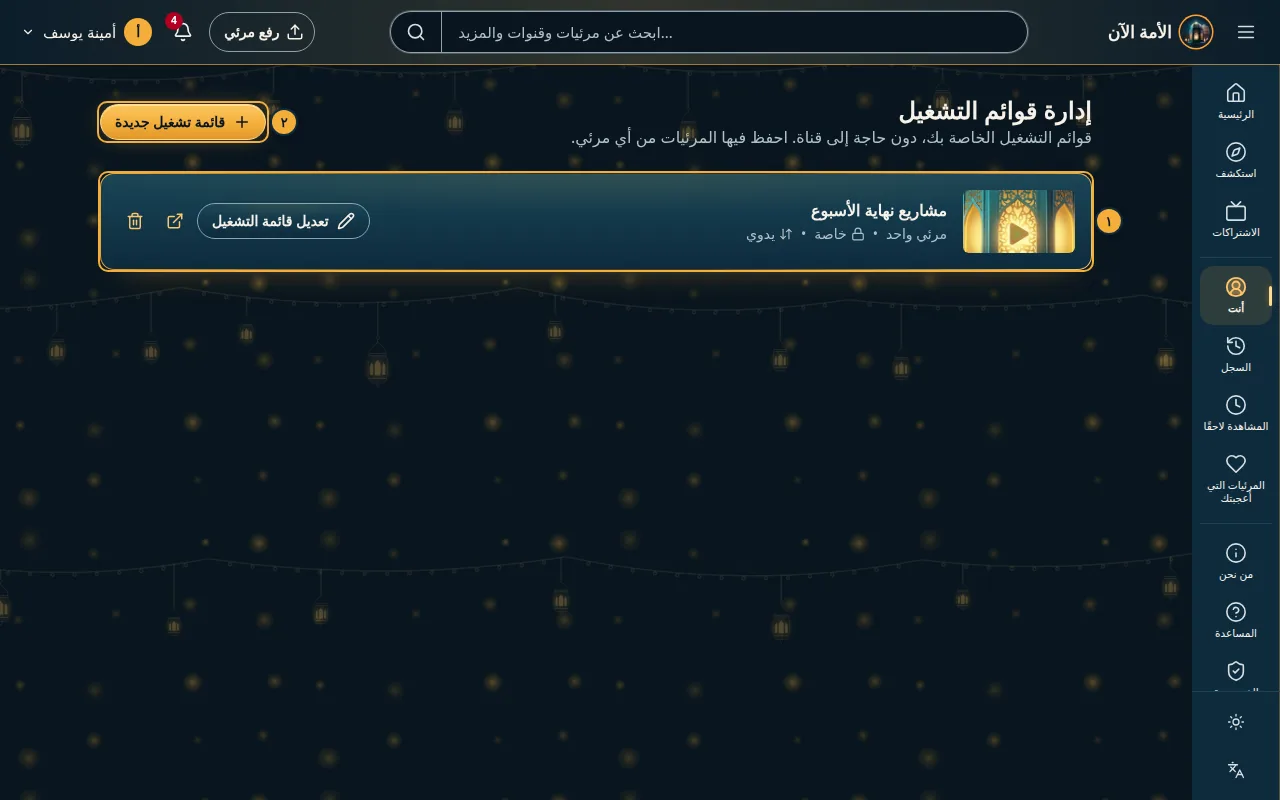 الأمة الآن
ابحث عن مرئيات وقنوات والمزيد...
رفع مرئي
4
أ
أمينة يوسف
الرئيسية
استكشف
الاشتراكات
أنت
السجل
المشاهدة لاحقًا
المرئيات التي
أعجبتك
من نحن
المساعدة
إدارة قوائم التشغيل
قوائم التشغيل الخاصة بك، دون حاجة إلى قناة. احفظ فيها المرئيات من أي مرئي.
٢
قائمة تشغيل جديدة
١
مشاريع نهاية الأسبوع
مرئي واحد • خاصة • يدوي
تعديل قائمة التشغيل